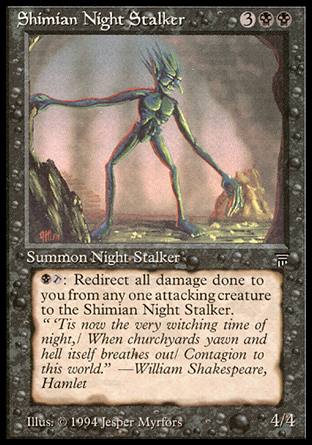 Shimian Night Stalker 3
Summon Night Stalker
: Redirect all damage done to
you from any one attacking creature
to the Shimian Night Stalker.
“ ‘Tis now the very witching time of
night,/ When churchyards yawn and
hell itself breathes out/ Contagion to
this world.” —William Shakespeare,
Hamlet
Illus: © 1994 Jesper Myrfors 4/4